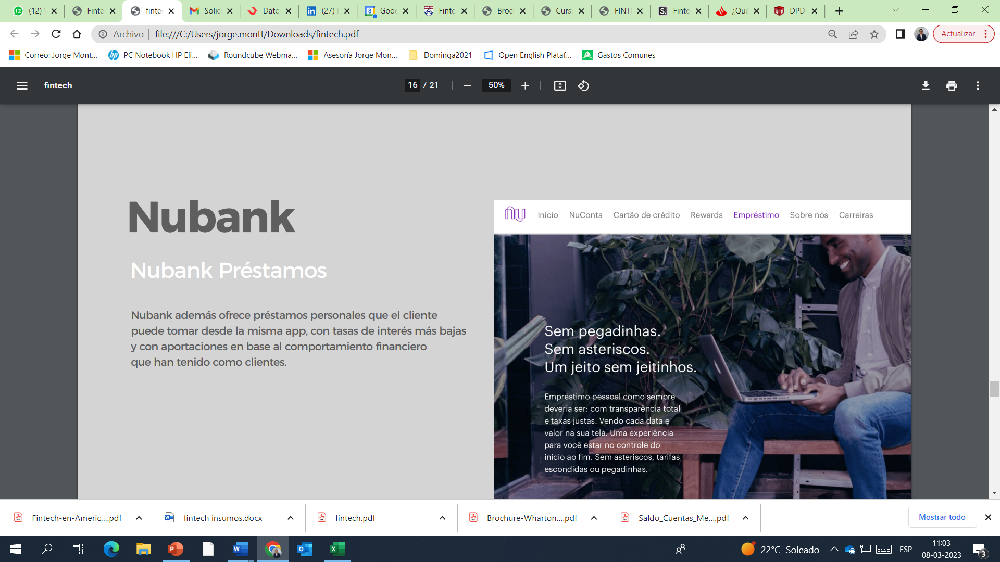 (12)
Finte
fintec
Solici
Dato
(27)
Goog
Finte
Broch
Curso
FINT
Finte
¿Qué
DPD
Archivo
file:///C:/Users/jorge.montt/Downloads/fintech.pdf
Actualizar
Correo: Jorge Mont...
PC Notebook HP Eli...
Roundcube Webma...
Asesoría Jorge Mon...
Dominga2021
Open English Plataf...
Gastos Comunes
fintech
16 / 21
50%
Nubank
Nubank Préstamos
Nubank además ofrece préstamos personales que el cliente
puede tomar desde la misma app, con tasas de interés más bajas
y con aportaciones en base al comportamiento financiero
que han tenido como clientes.
nu
Início
NuConta
Cartão de crédito
Rewards
Empréstimo
Sobre nós
Carreiras
Sem pegadinhas.
Sem asteriscos.
Um jeito sem jeitinhos.
Empréstimo pessoal como sempre
deveria ser: com transparência total
e taxas justas. Vendo cada data e
valor na sua tela. Uma experiência
para você estar no controle do
início ao fim. Sem asteriscos, tarifas
escondidas ou pegadinhas.
Fintech-en-Americ....pdf
fintech insumos.docx
fintech.pdf
Brochure-Wharton....pdf
Saldo_Cuentas_Me....pdf
Mostrar todo
22°C Soleado
ESP
11:03
08-03-2023
3